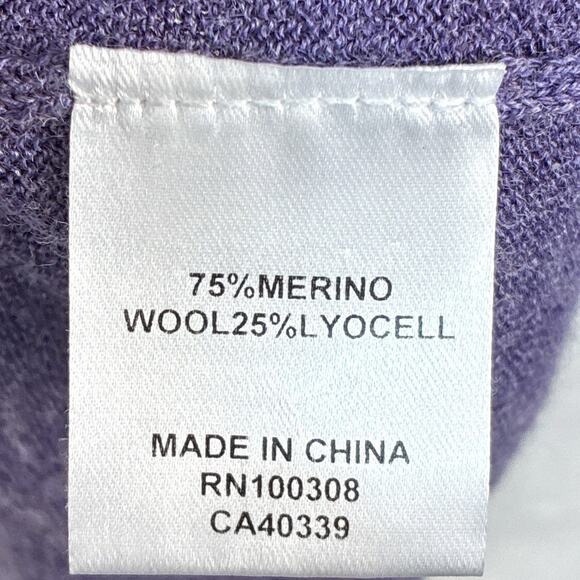 75%MERINO
WOOL25%LYOCELL
MADE IN CHINA
RN100308
CA40339